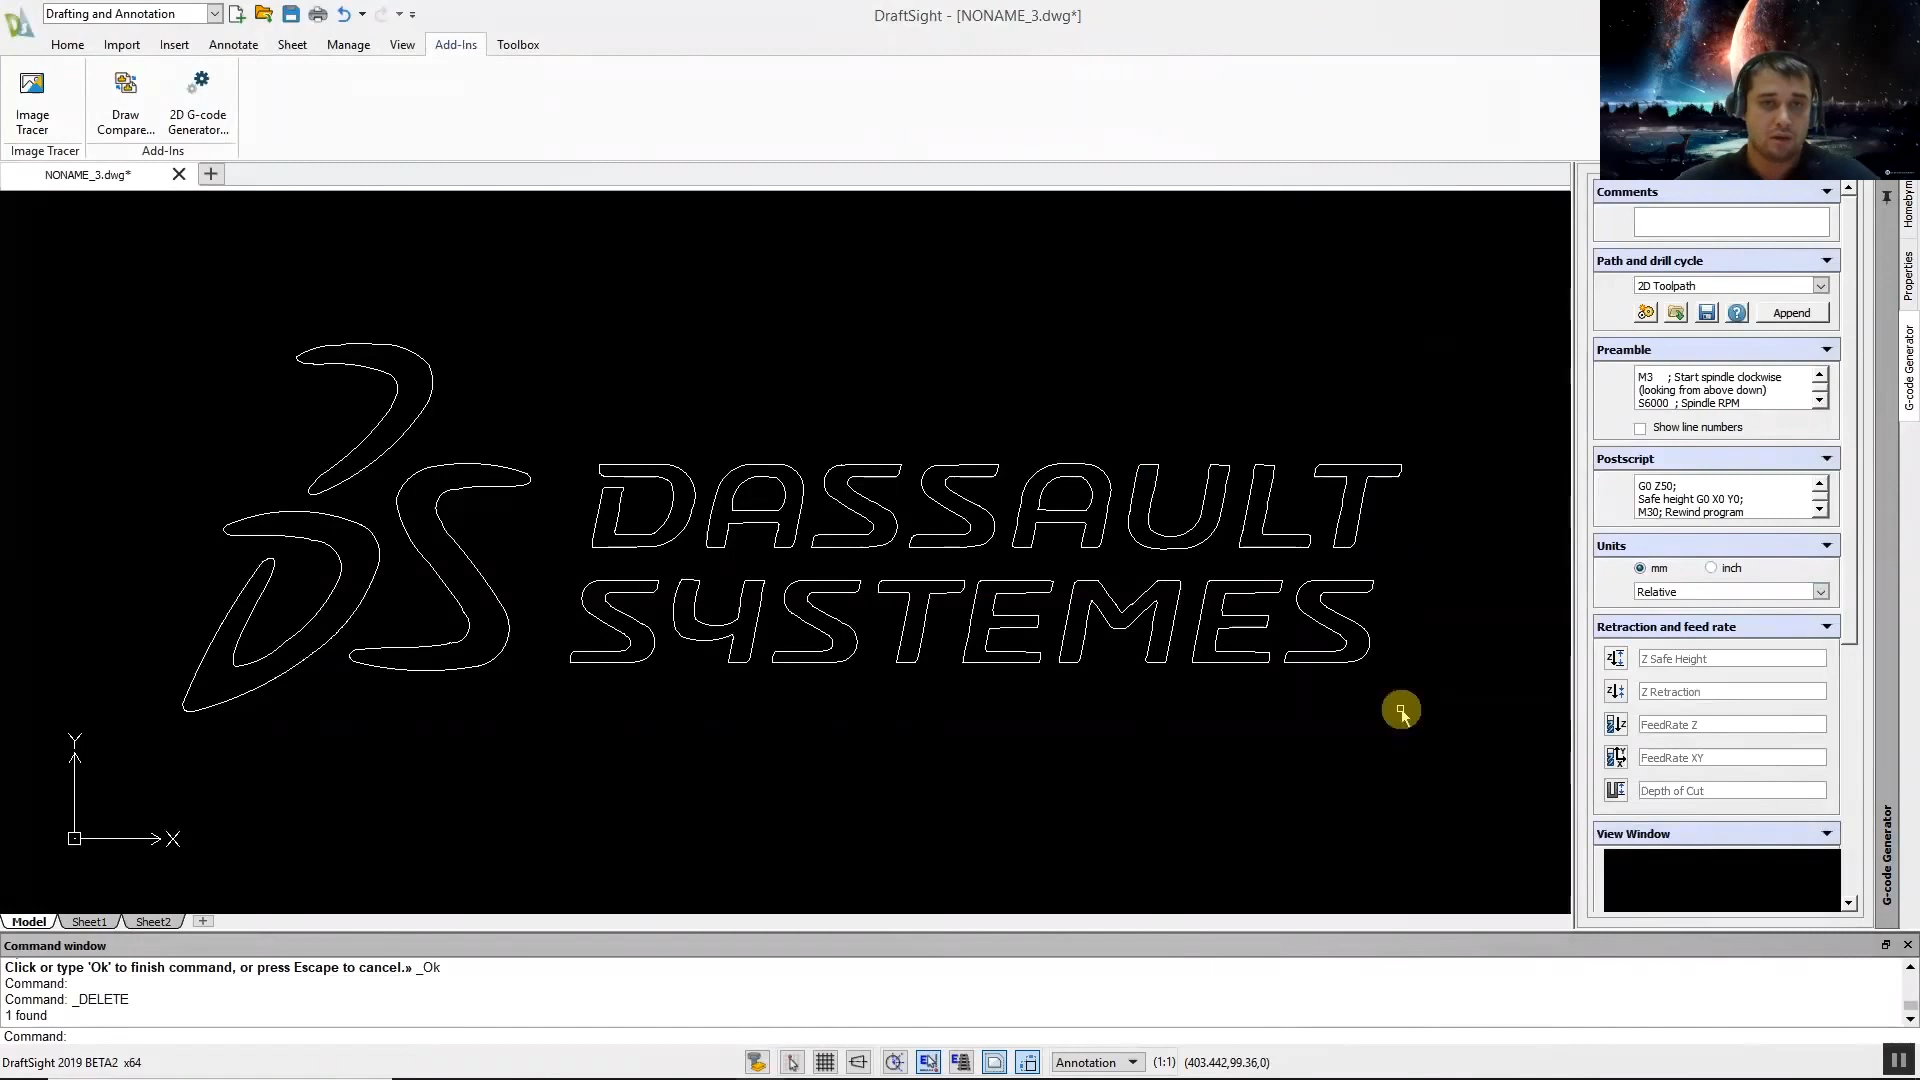 Drafting and Annotation
DraftSight - [NONAME_3.dwg*]
Home
Import
Insert
Annotate
Sheet
Manage
View
Add-Ins
Toolbox
Image
Tracer
Draw
Compare...
2D G-code
Generator...
Image Tracer
Add-Ins
NONAME_3.dwg*
DASSAULT
SYSTEMES
Y
X
Comments
Path and drill cycle
2D Toolpath
Append
Preamble
M3 ; Start spindle clockwise
(looking from above down)
S6000 ; Spindle RPM
Show line numbers
Postscript
G0 Z50;
Safe height G0 X0 Y0;
M30; Rewind program
Units
mm
inch
Relative
Retraction and feed rate
Z Safe Height
Z Retraction
FeedRate Z
FeedRate XY
Depth of Cut
View Window
Homebym
Properties
G-code Generator
G-code Generator
Model
Sheet1
Sheet2
Command window
Click or type 'Ok' to finish command, or press Escape to cancel.» _Ok
Command:
Command: _DELETE
1 found
Command:
DraftSight 2019 BETA2 x64
Annotation
(1:1)
(403.442,99.36,0)